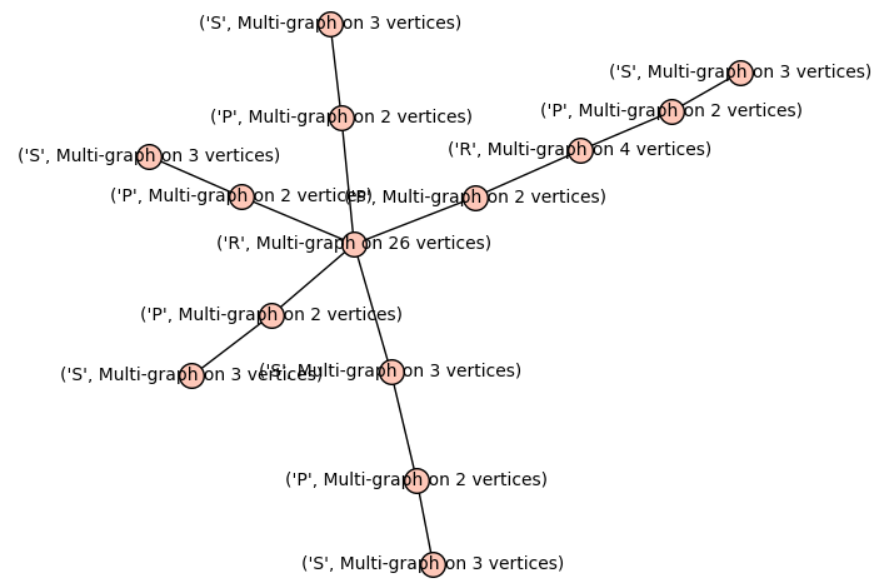 ('S', Multi-graph on 3 vertices)
('S', Multi-graph on 3 vertices)
('P', Multi-graph on 2 vertices)
('P', Multi-graph on 2 vertices)
('R', Multi-graph on 4 vertices)
('S', Multi-graph on 3 vertices)
('P', Multi-graph on 2 vertices)
('P', Multi-graph on 2 vertices)
('R', Multi-graph on 26 vertices)
('P', Multi-graph on 2 vertices)
('S', Multi-graph on 3 vertices)
('S', Multi-graph on 3 vertices)
('P', Multi-graph on 2 vertices)
('S', Multi-graph on 3 vertices)